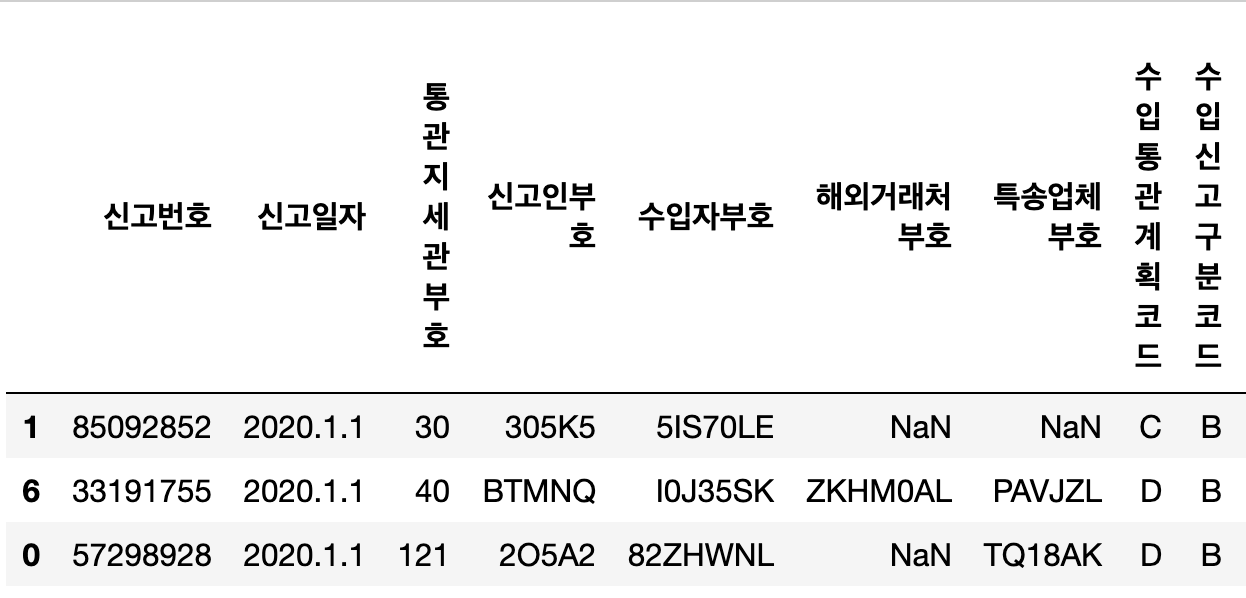 신고번호 신고일자 통관지세관부호 신고인부호 수입자부호 해외거래처부호 특송업체부호 수입통관계획코드 수입신고구분코드
1 85092852 2020.1.1 30 305K5 5IS70LE NaN NaN C B
6 33191755 2020.1.1 40 BTMNQ I0J35SK ZKHM0AL PAVJZL D B
0 57298928 2020.1.1 121 2O5A2 82ZHWNL NaN TQ18AK D B